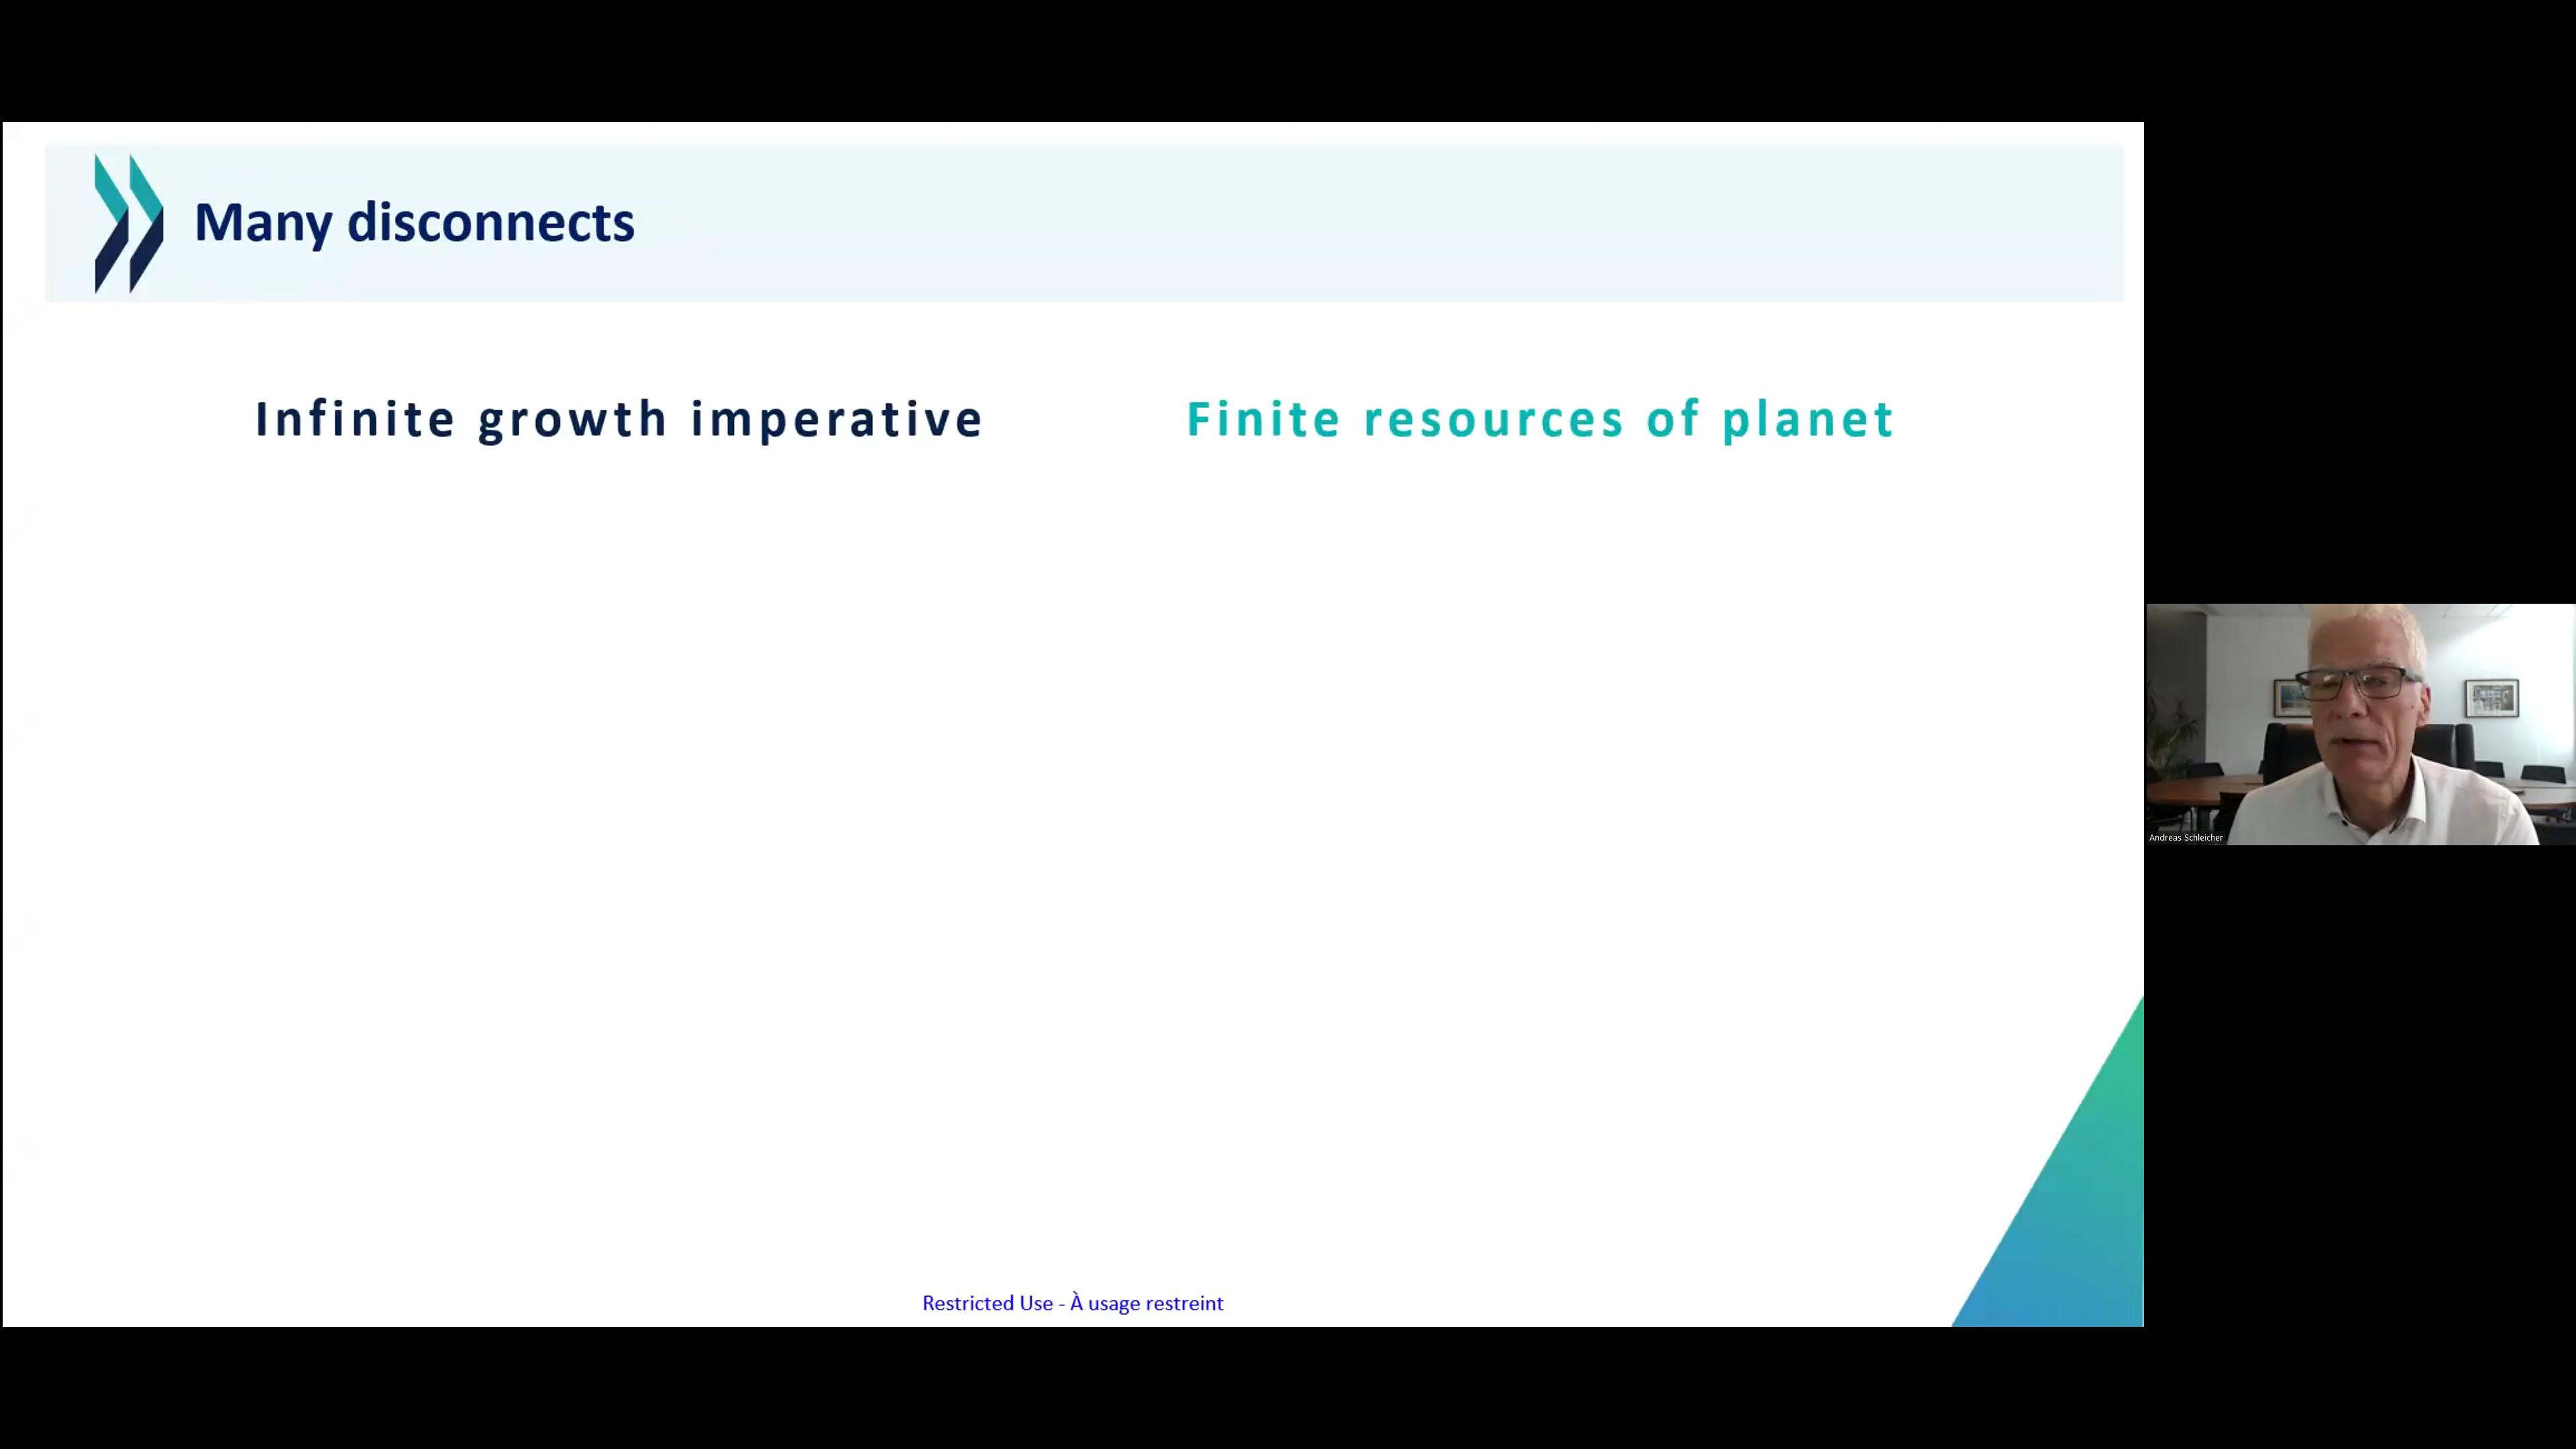 Many disconnects
Infinite growth imperative
Finite resources of planet
Andreas Schleicher
Restricted Use - À usage restreint